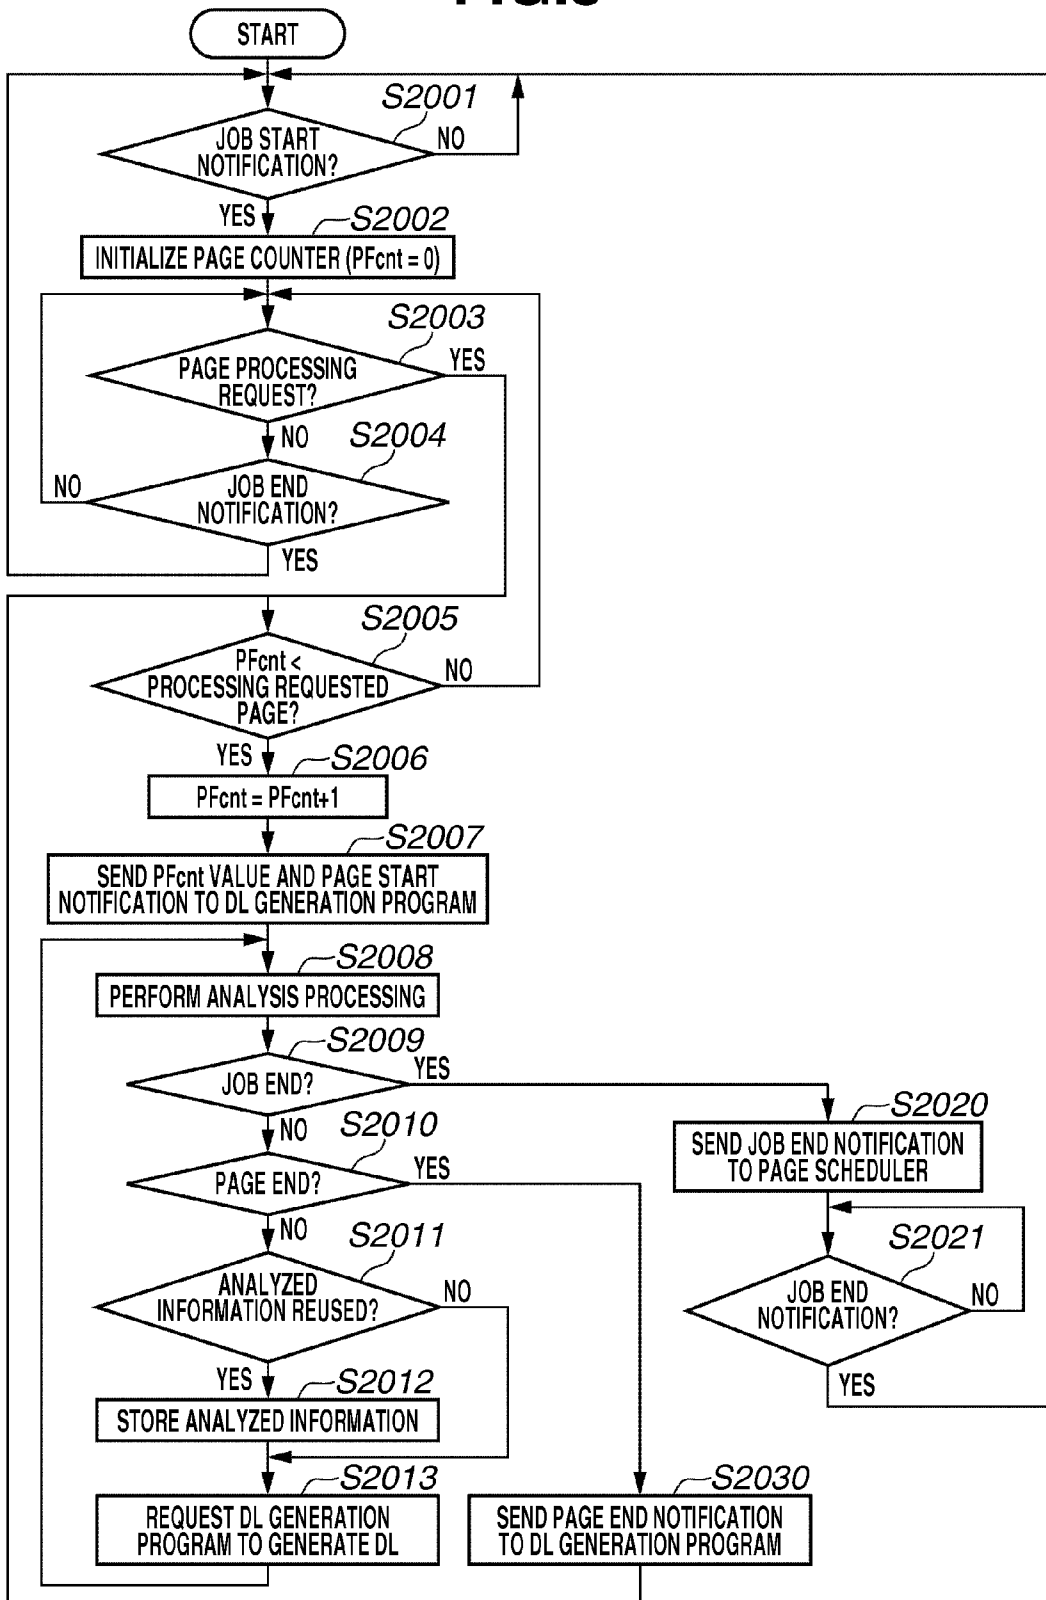 START
S2001
JOB START
NOTIFICATION?
NO
YES
S2002
INITIALIZE PAGE COUNTER (PFcnt = 0)
S2003
PAGE PROCESSING
REQUEST?
YES
NO
S2004
JOB END
NOTIFICATION?
NO
YES
S2005
PFcnt <
PROCESSING REQUESTED
PAGE?
NO
YES
S2006
PFcnt = PFcnt+1
S2007
SEND PFcnt VALUE AND PAGE START
NOTIFICATION TO DL GENERATION PROGRAM
S2008
PERFORM ANALYSIS PROCESSING
S2009
JOB END?
YES
NO
S2010
PAGE END?
YES
NO
S2011
ANALYZED
INFORMATION REUSED?
NO
YES
S2012
STORE ANALYZED INFORMATION
S2013
REQUEST DL GENERATION
PROGRAM TO GENERATE DL
S2020
SEND JOB END NOTIFICATION
TO PAGE SCHEDULER
S2021
JOB END
NOTIFICATION?
NO
YES
S2030
SEND PAGE END NOTIFICATION
TO DL GENERATION PROGRAM